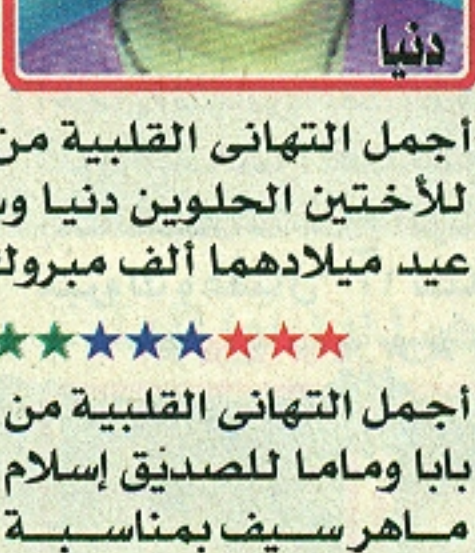 دنيا
أجمل التهانى القلبية من
للأختين الحلوين دنيا
عيد ميلادهما ألف مبروك
أجمل التهانى القلبية من
بابا وماما للصديق إسلام
ماهر سيف بمناسبة